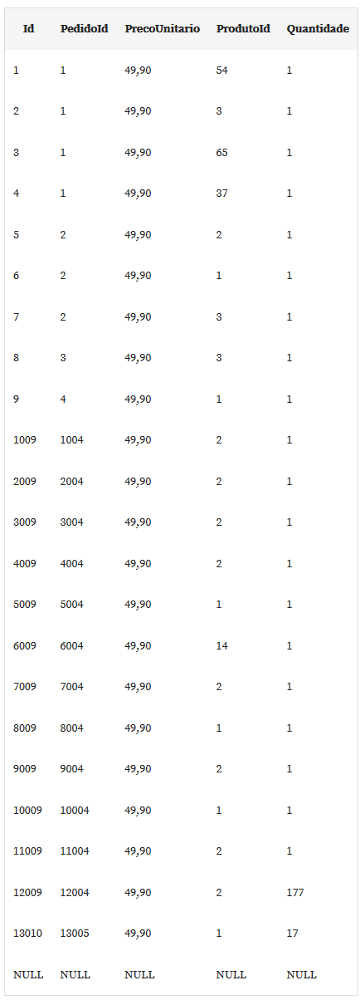 Id PedidoId PrecoUnitario ProdutoId Quantidade
1 1 49,90 54 1
2 1 49,90 3 1
3 1 49,90 65 1
4 1 49,90 37 1
5 2 49,90 2 1
6 2 49,90 1 1
7 2 49,90 3 1
8 3 49,90 3 1
9 4 49,90 1 1
1009 1004 49,90 2 1
2009 2004 49,90 2 1
3009 3004 49,90 2 1
4009 4004 49,90 2 1
5009 5004 49,90 1 1
6009 6004 49,90 14 1
7009 7004 49,90 2 1
8009 8004 49,90 1 1
9009 9004 49,90 2 1
10009 10004 49,90 1 1
11009 11004 49,90 2 1
12009 12004 49,90 2 177
13010 13005 49,90 1 17
NULL NULL NULL NULL NULL